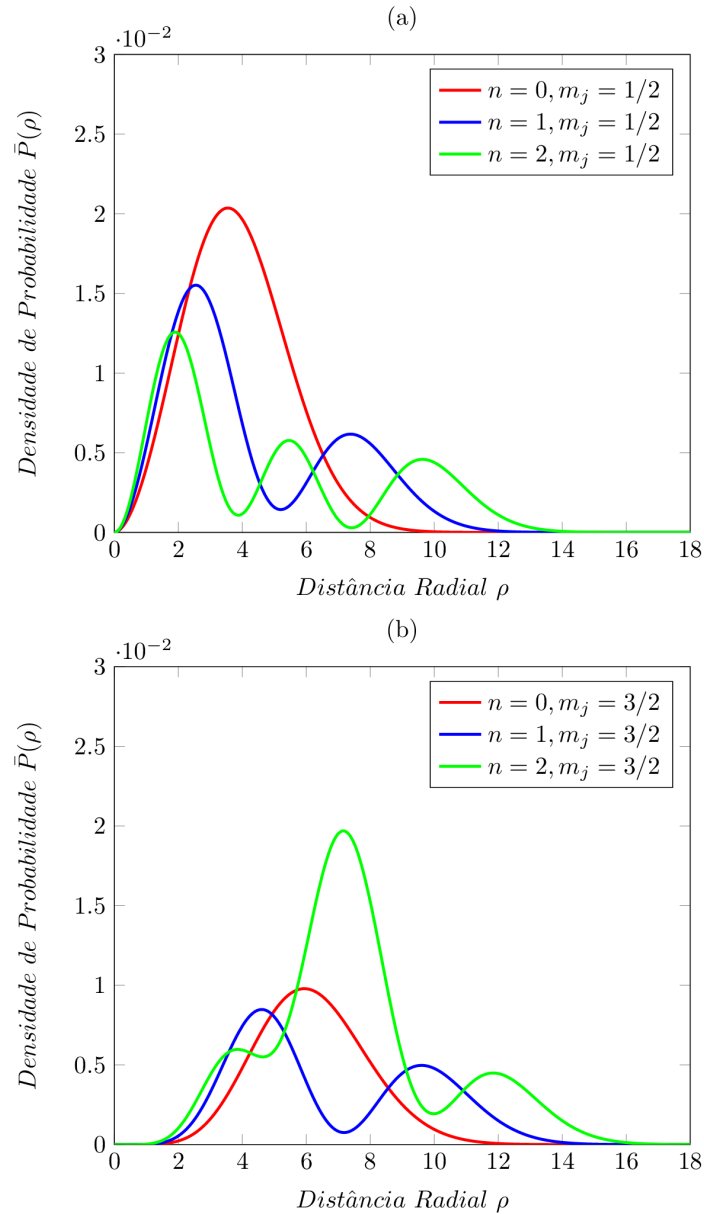 (a)
·10⁻²
3
2.5
2
1.5
1
0.5
0
0 2 4 6 8 10 12 14 16 18
Densidade de Probabilidade P̄(ρ)
Distância Radial ρ
n = 0, m_j = 1/2
n = 1, m_j = 1/2
n = 2, m_j = 1/2
(b)
·10⁻²
3
2.5
2
1.5
1
0.5
0
0 2 4 6 8 10 12 14 16 18
Densidade de Probabilidade P̄(ρ)
Distância Radial ρ
n = 0, m_j = 3/2
n = 1, m_j = 3/2
n = 2, m_j = 3/2